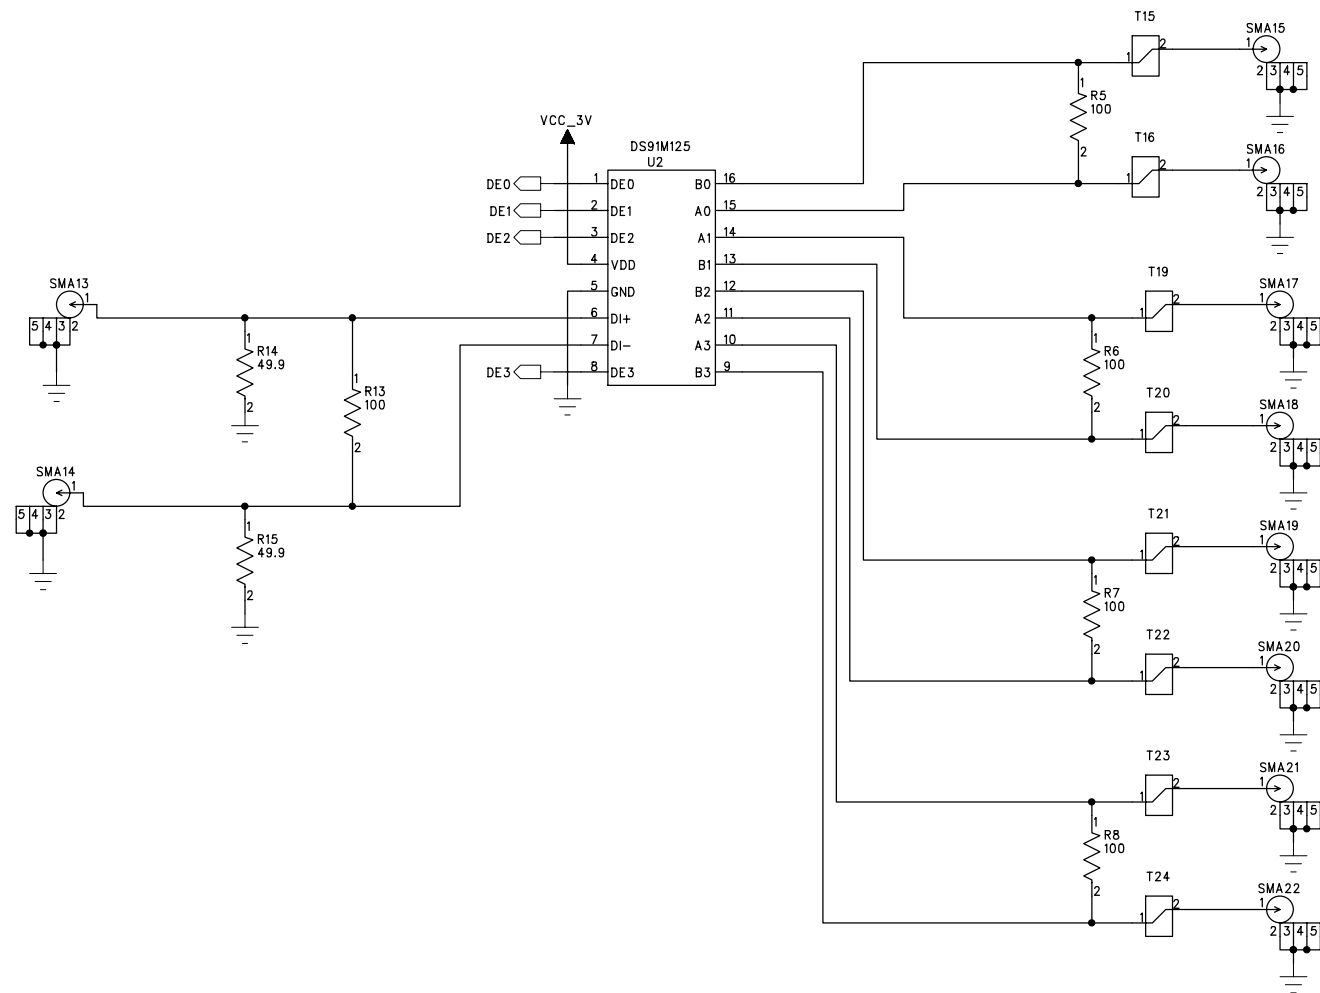 T15
SMA15
1
2
1
2 3 4 5
1
R5
100
2
T16
SMA16
1
2
1
2 3 4 5
VCC_3V
DS91M125
U2
DE0 1 DE0 B0 16
DE1 2 DE1 A0 15
DE2 3 DE2 A1 14
4 VDD B1 13
5 GND B2 12
6 DI+ A2 11
7 DI- A3 10
DE3 8 DE3 B3 9
SMA13
1
5 4 3 2
1
R14
49.9
2
1
R13
100
2
SMA14
1
5 4 3 2
1
R15
49.9
2
T19
SMA17
1
2
1
2 3 4 5
1
R6
100
2
T20
SMA18
1
2
1
2 3 4 5
T21
SMA19
1
2
1
2 3 4 5
1
R7
100
2
T22
SMA20
1
2
1
2 3 4 5
T23
SMA21
1
2
1
2 3 4 5
1
R8
100
2
T24
SMA22
1
2
1
2 3 4 5